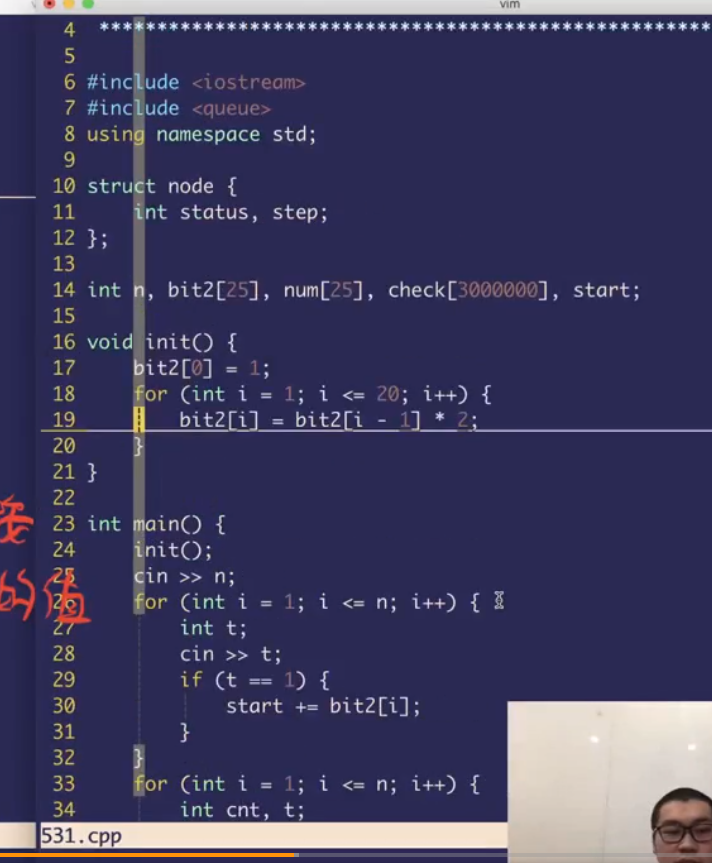 vim
4 ****************************************************
5
6 #include <iostream>
7 #include <queue>
8 using namespace std;
9
10 struct node {
11     int status, step;
12 };
13
14 int n, bit2[25], num[25], check[3000000], start;
15
16 void init() {
17     bit2[0] = 1;
18     for (int i = 1; i <= 20; i++) {
19         bit2[i] = bit2[i - 1] * 2;
20     }
21 }
22
23 int main() {
24     init();
25     cin >> n;
26     for (int i = 1; i <= n; i++) {
的值
27         int t;
28         cin >> t;
29         if (t == 1) {
30             start += bit2[i];
31         }
32     }
33     for (int i = 1; i <= n; i++) {
34         int cnt, t;
531.cpp